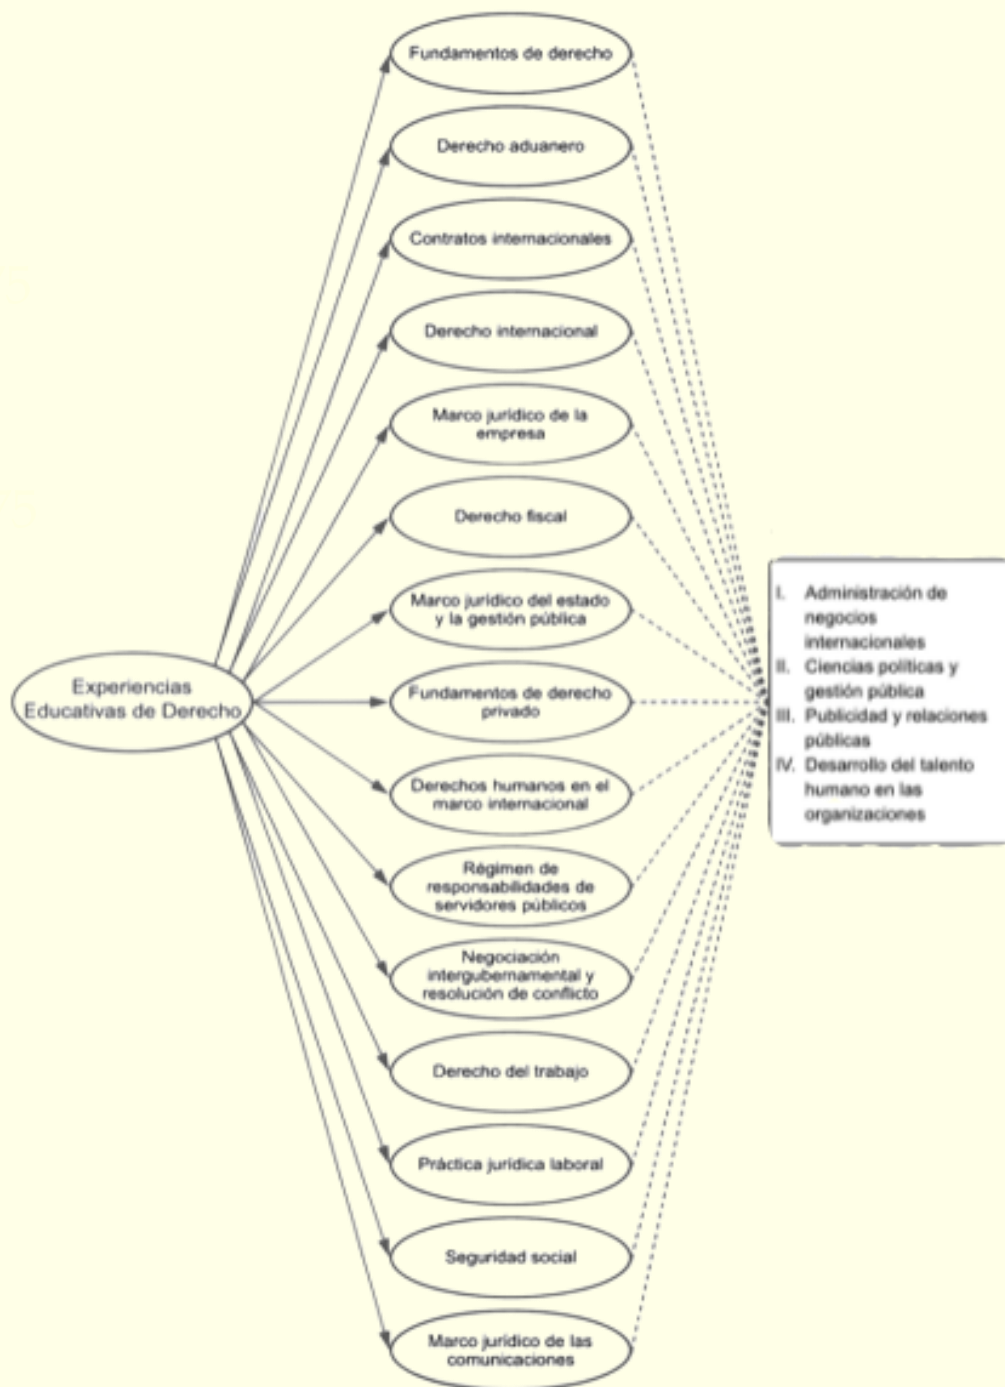 Fundamentos de derecho
Derecho aduanero
Contratos internacionales
Derecho internacional
Marco jurídico de la
empresa
Derecho fiscal
Marco jurídico del estado
y la gestión pública
Experiencias
Educativas de Derecho
Fundamentos de derecho
privado
Derechos humanos en el
marco internacional
Régimen de
responsabilidades de
servidores públicos
Negociación
intergubernamental y
resolución de conflicto
Derecho del trabajo
Práctica jurídica laboral
Seguridad social
Marco jurídico de las
comunicaciones
I. Administración de
negocios
internacionales
II. Ciencias políticas y
gestión pública
III. Publicidad y relaciones
públicas
IV. Desarrollo del talento
humano en las
organizaciones